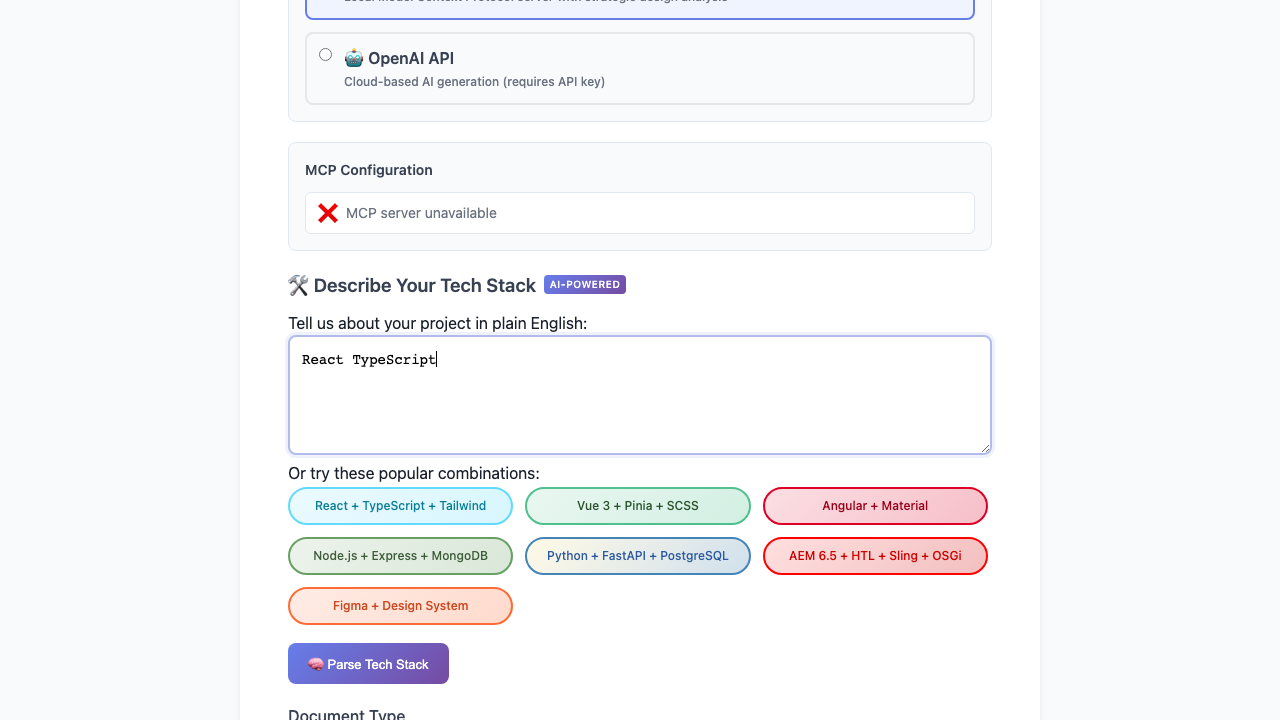 OpenAI API
Cloud-based AI generation (requires API key)
MCP Configuration
MCP server unavailable
Describe Your Tech Stack AI-POWERED
Tell us about your project in plain English:
React TypeScript
Or try these popular combinations:
React + TypeScript + Tailwind
Vue 3 + Pinia + SCSS
Angular + Material
Node.js + Express + MongoDB
Python + FastAPI + PostgreSQL
AEM 6.5 + HTL + Sling + OSGi
Figma + Design System
Parse Tech Stack
Document Type